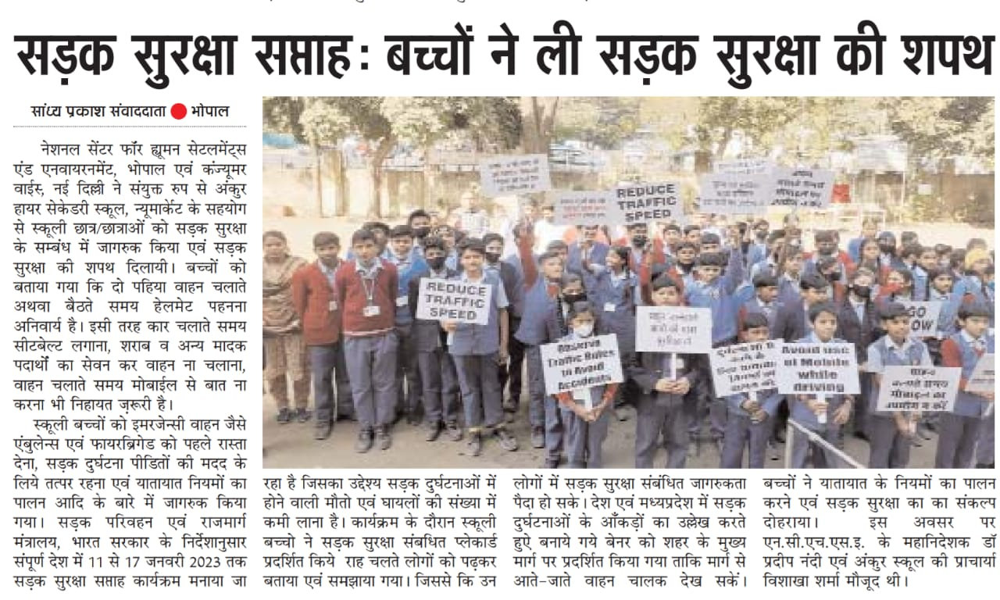 सड़क सुरक्षा सप्ताह: बच्चों ने ली सड़क सुरक्षा की शपथ
सांध्य प्रकाश संवाददाता ● भोपाल
नेशनल सेंटर फॉर ह्यूमन सेटलमेंट्स
एंड एनवायरनमेंट, भोपाल एवं कंज्यूमर
वाईस, नई दिल्ली ने संयुक्त रुप से अंकुर
हायर सेकेडरी स्कूल, न्यूमार्केट के सहयोग
से स्कूली छात्र/छात्राओं को सड़क सुरक्षा
के सम्बंध में जागरुक किया एवं सड़क
सुरक्षा की शपथ दिलायी। बच्चों को
बताया गया कि दो पहिया वाहन चलाते
अथवा बैठते समय हेलमेट पहनना
अनिवार्य है। इसी तरह कार चलाते समय
सीटबेल्ट लगाना, शराब व अन्य मादक
पदार्थों का सेवन कर वाहन ना चलाना,
वाहन चलाते समय मोबाईल से बात ना
करना भी निहायत ज़रूरी है।
स्कूली बच्चों को इमरजेन्सी वाहन जैसे
एंबुलेन्स एवं फायरब्रिगेड को पहले रास्ता
देना, सड़क दुर्घटना पीडितों की मदद के
लिये तत्पर रहना एवं यातायात नियमों का
पालन आदि के बारे में जागरुक किया
गया। सड़क परिवहन एवं राजमार्ग
मंत्रालय, भारत सरकार के निर्देशानुसार
संपूर्ण देश में 11 से 17 जनवरी 2023 तक
सड़क सुरक्षा सप्ताह कार्यक्रम मनाया जा
रहा है जिसका उद्देश्य सड़क दुर्घटनाओं में
होने वाली मौतो एवं घायलों की संख्या में
कमी लाना है। कार्यक्रम के दौरान स्कूली
बच्चो ने सड़क सुरक्षा संबधित प्लेकार्ड
प्रदर्शित किये राह चलते लोगों को पढ़कर
बताया एवं समझाया गया। जिससे कि उन
लोगों में सड़क सुरक्षा संबंधित जागरुकता
पैदा हो सके। देश एवं मध्यप्रदेश में सड़क
दुर्घटनाओं के आँकड़ों का उल्लेख करते
हुऐ बनाये गये बेनर को शहर के मुख्य
मार्ग पर प्रदर्शित किया गया ताकि मार्ग से
आते-जाते वाहन चालक देख सकें।
बच्चों ने यातायात के नियमों का पालन
करने एवं सड़क सुरक्षा का का संकल्प
दोहराया। इस अवसर पर
एन.सी.एच.एस.इ. के महानिदेशक डॉ
प्रदीप नंदी एवं अंकुर स्कूल की प्राचार्या
विशाखा शर्मा मौजूद थी।
REDUCE
TRAFFIC
SPEED
REDUCE
TRAFFIC
SPEED
Traffic Rules
to Avoid
Accidents
Avoid use
of Mobile
while
driving
GO
चलाते समय
मोबाइल का
उपयोग न करें